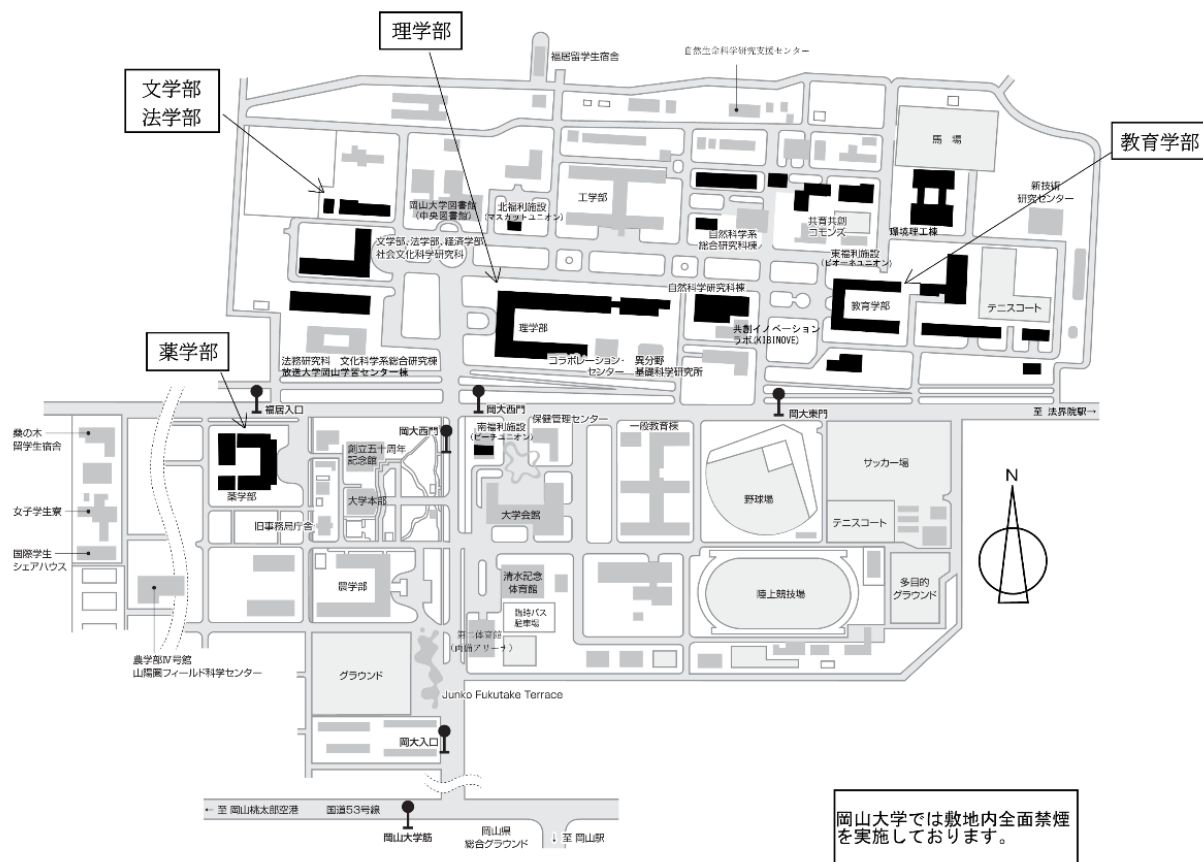 理学部
福居留学生宿舎
自然生命科学研究支援センター
文学部
法学部
馬 場
教育学部
新技術
研究センター
工学部
岡山大学図書館
(中央図書館)
北福利施設
(マスカットユニオン)
自然科学系
総合研究科棟
共育共創
コモンズ
環境理工棟
文学部、法学部、経済学部
社会文化科学研究科
東福利施設
(ピオーネユニオン)
自然科学研究科棟
教育学部
テニスコート
理学部
共創イノベーション
ラボ(KIBINOVE)
薬学部
法務研究科 文化科学系総合研究棟
放送大学岡山学習センター棟
コラボレーション・
センター
異分野
基礎科学研究所
福居入口
岡大西門
岡大東門
至 法界院駅→
桑の木
留学生宿舎
岡大西門
南福利施設
(ピーチユニオン)
保健管理センター
一般教育棟
創立五十周年
記念館
サッカー場
薬学部
大学本部
野球場
女子学生寮
旧事務局庁舎
大学会館
テニスコート
N
国際学生
シェアハウス
農学部
清水記念
体育館
陸上競技場
多目的
グラウンド
臨時バス
駐車場
第二体育館
農学部Ⅳ号館
山陽圏フィールド科学センター
グラウンド
Junko Fukutake Terrace
岡大入口
← 至 岡山桃太郎空港 国道53号線
岡山大学筋
岡山県
総合グラウンド
↓ 至 岡山駅
岡山大学では敷地内全面禁煙
を実施しております。